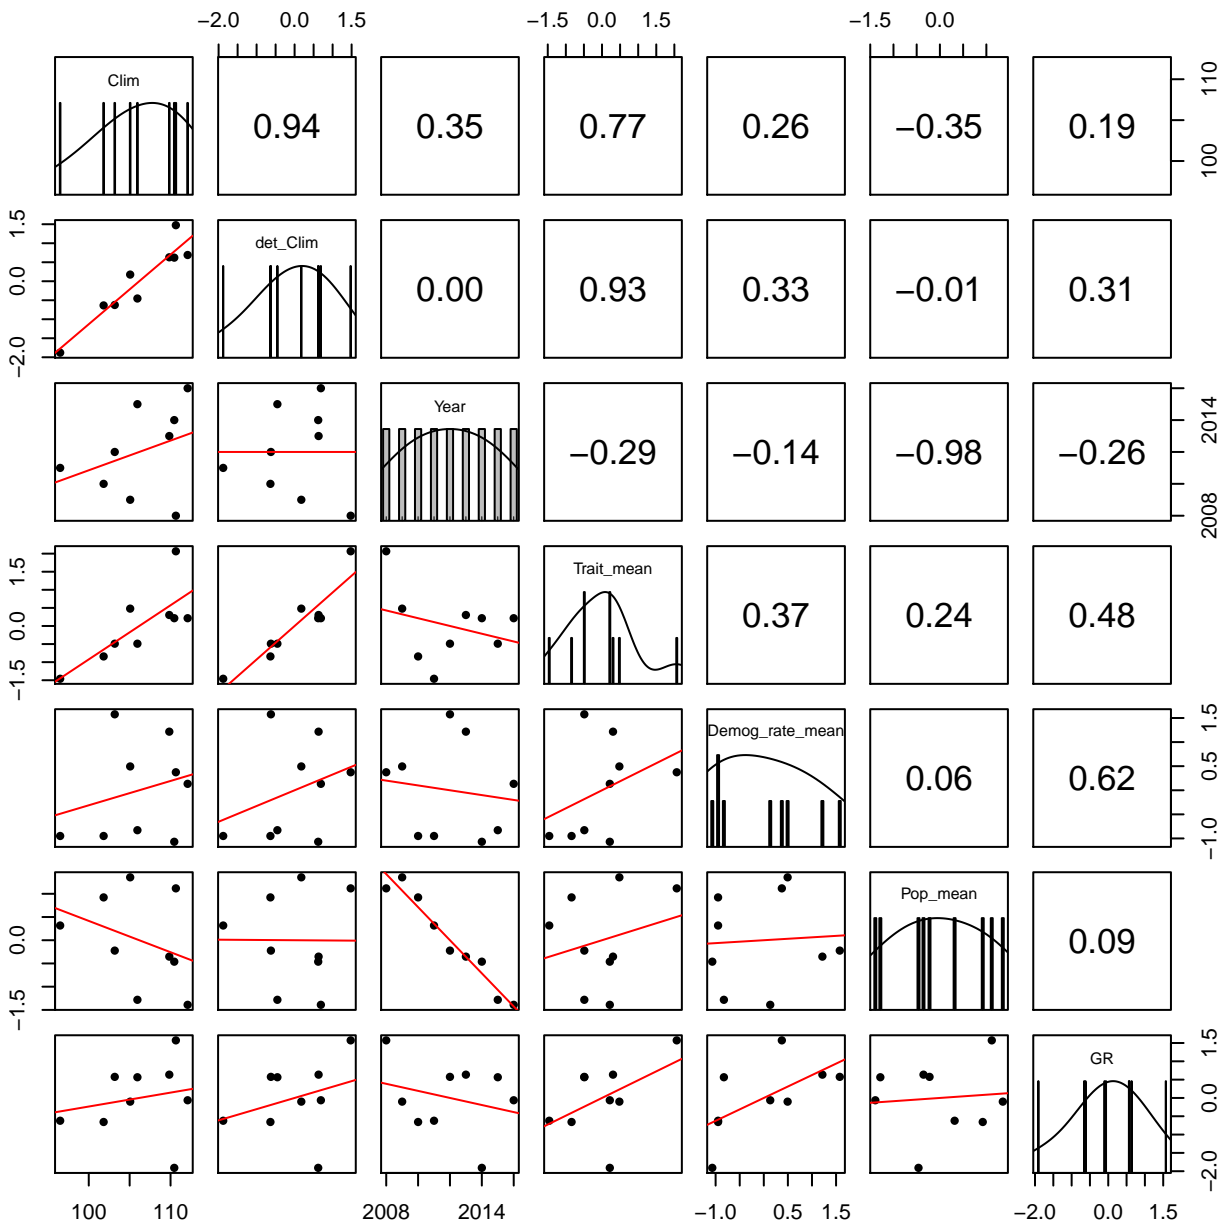 −2.0 0.0 1.5 −1.5 0.0 1.5 −1.5 0.0
Clim 0.94 0.35 0.77 0.26 −0.35 0.19 100 110
−2.0 0.0 1.5 det_Clim 0.00 0.93 0.33 −0.01 0.31
Year −0.29 −0.14 −0.98 −0.26 2008 2014
−1.5 0.0 1.5 Trait_mean 0.37 0.24 0.48
Demog_rate_mean 0.06 0.62 −1.0 0.5 1.5
−1.5 0.0 Pop_mean 0.09
GR −2.0 0.0 1.5
100 110 2008 2014 −1.0 0.5 1.5 −2.0 0.0 1.5